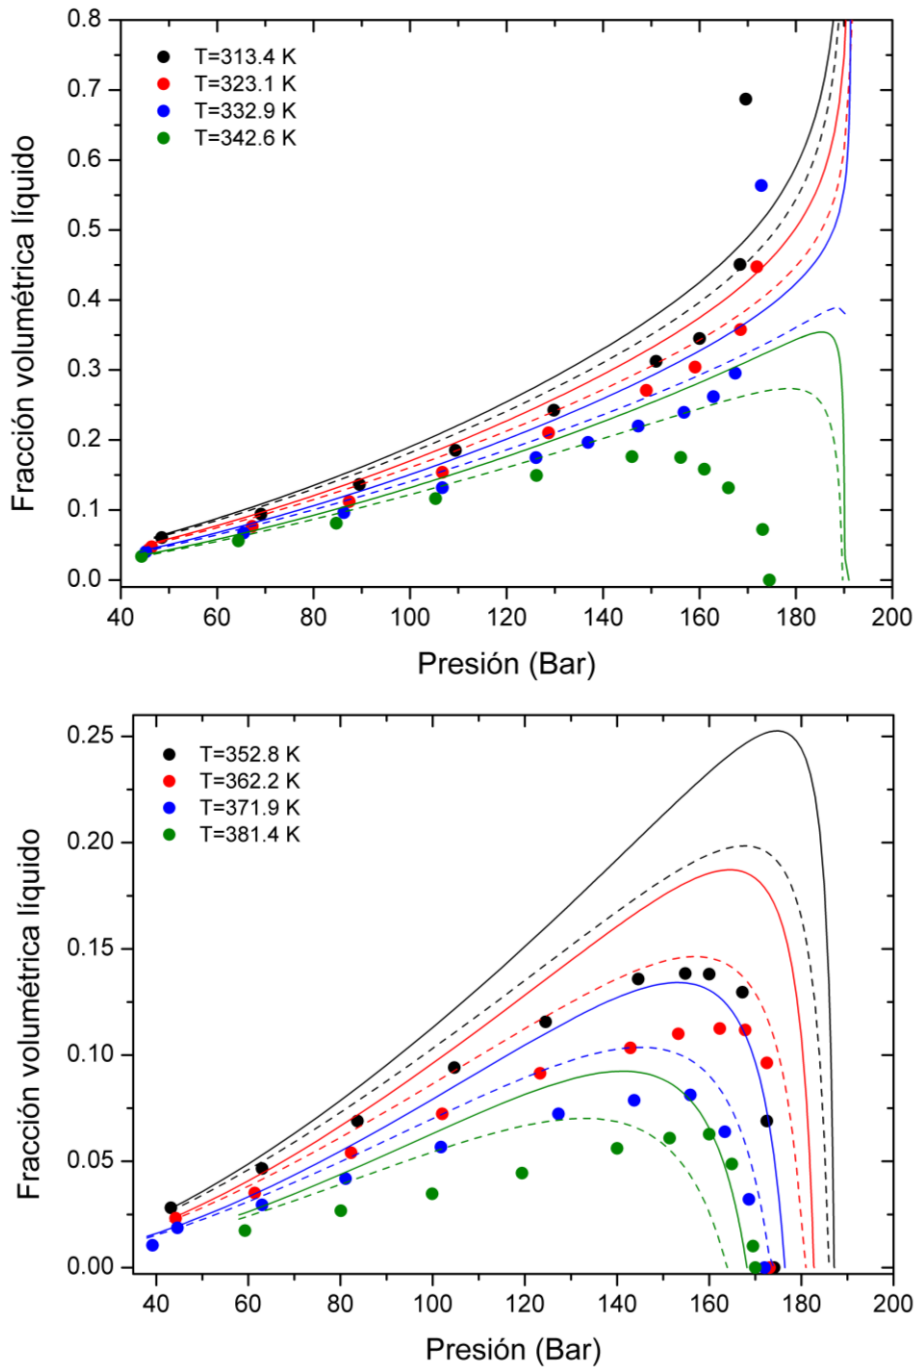 0.8
0.7
0.6
0.5
0.4
0.3
0.2
0.1
0.0
Fracción volumétrica líquido
T=313.4 K
T=323.1 K
T=332.9 K
T=342.6 K
40 60 80 100 120 140 160 180 200
Presión (Bar)
0.25
0.20
0.15
0.10
0.05
0.00
Fracción volumétrica líquido
T=352.8 K
T=362.2 K
T=371.9 K
T=381.4 K
40 60 80 100 120 140 160 180 200
Presión (Bar)